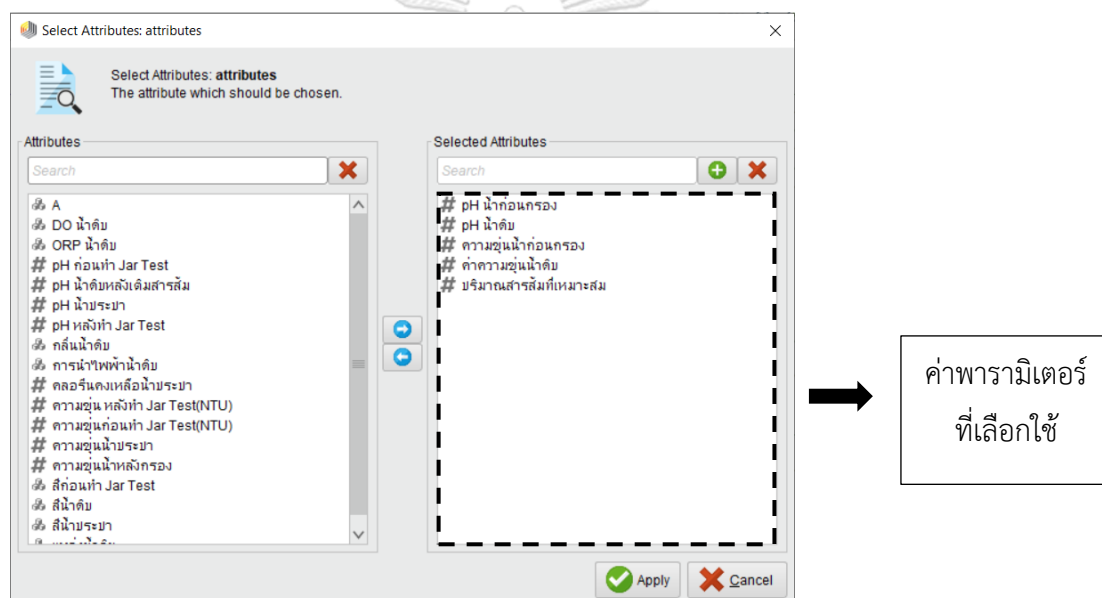 Select Attributes: attributes
Select Attributes: attributes
The attribute which should be chosen.
Attributes
Search
A
DO น้ำดิบ
ORP น้ำดิบ
pH ก่อนทำ Jar Test
pH น้ำดิบหลังเติมสารส้ม
pH น้ำประปา
pH หลังทำ Jar Test
กลิ่นน้ำดิบ
การนำไฟฟ้าน้ำดิบ
คลอรีนคงเหลือน้ำประปา
ความขุ่น หลังทำ Jar Test(NTU)
ความขุ่นก่อนทำ Jar Test(NTU)
ความขุ่นน้ำประปา
ความขุ่นน้ำหลังกรอง
สีก่อนทำ Jar Test
สีน้ำดิบ
สีน้ำประปา
Selected Attributes
Search
pH น้ำก่อนกรอง
pH น้ำดิบ
ความขุ่นน้ำก่อนกรอง
ค่าความขุ่นน้ำดิบ
ปริมาณสารส้มที่เหมาะสม
Apply
Cancel
ค่าพารามิเตอร์
ที่เลือกใช้